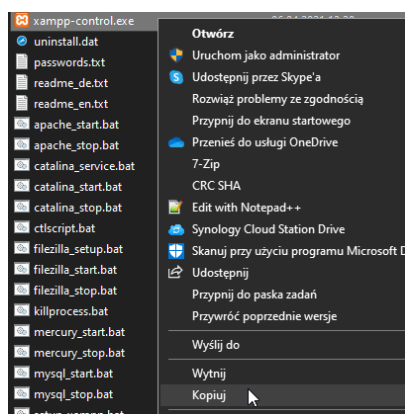 xampp-control.exe
uninstall.dat
passwords.txt
readme_de.txt
readme_en.txt
apache_start.bat
apache_stop.bat
catalina_service.bat
catalina_start.bat
catalina_stop.bat
ctlscript.bat
filezilla_setup.bat
filezilla_start.bat
filezilla_stop.bat
killprocess.bat
mercury_start.bat
mercury_stop.bat
mysql_start.bat
mysql_stop.bat
Otwórz
Uruchom jako administrator
Udostępnij przez Skype'a
Rozwiąż problemy ze zgodnością
Przypnij do ekranu startowego
Przenieś do usługi OneDrive
7-Zip
CRC SHA
Edit with Notepad++
Synology Cloud Station Drive
Skanuj przy użyciu programu Microsoft D
Udostępnij
Przypnij do paska zadań
Przywróć poprzednie wersje
Wyślij do
Wytnij
Kopiuj